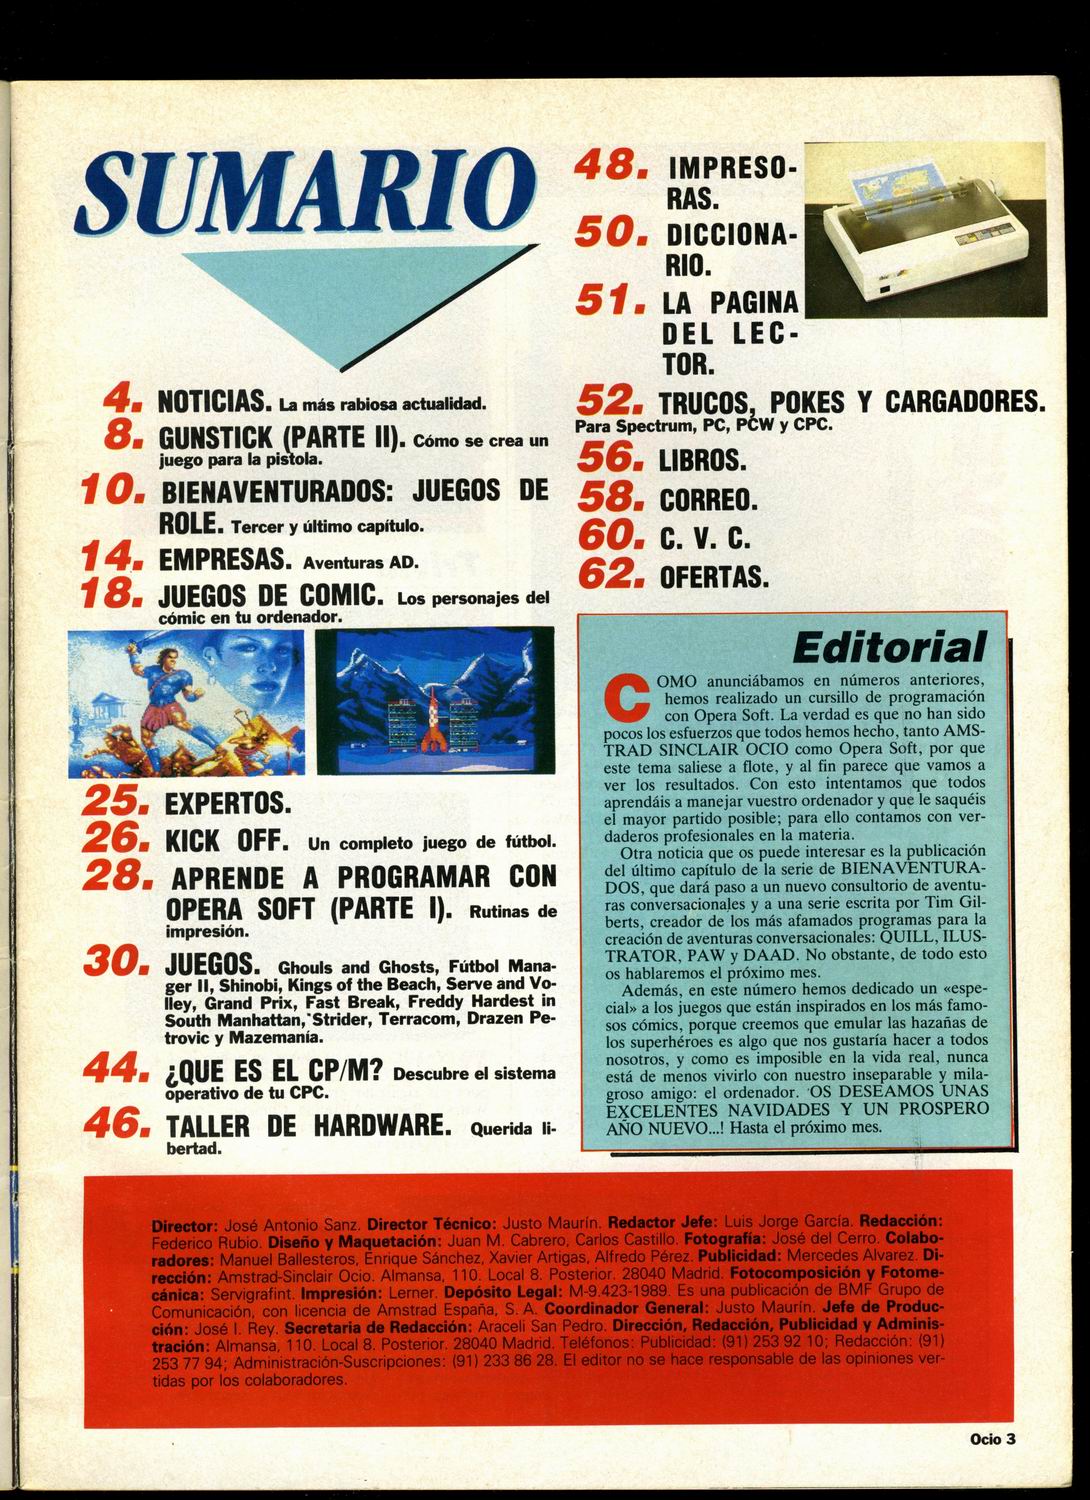 SUMARIO
4. NOTICIAS. La más rabiosa actualidad.
8. GUNSTICK (PARTE II). Cómo se crea un
juego para la pistola.
10. BIENAVENTURADOS: JUEGOS DE
ROLE. Tercer y último capítulo.
14. EMPRESAS. Aventuras AD.
18. JUEGOS DE COMIC. Los personajes del
cómic en tu ordenador.
25. EXPERTOS.
26. KICK OFF. Un completo juego de fútbol.
28. APRENDE A PROGRAMAR CON
OPERA SOFT (PARTE I). Rutinas de
impresión.
30. JUEGOS. Ghouls and Ghosts, Fútbol Mana-
ger II, Shinobi, Kings of the Beach, Serve and Vo-
lley, Grand Prix, Fast Break, Freddy Hardest in
South Manhattan, Strider, Terracom, Drazen Pe-
trovic y Mazemanía.
44. ¿QUE ES EL CP/M? Descubre el sistema
operativo de tu CPC.
46. TALLER DE HARDWARE. Querida li-
bertad.
48. IMPRESO-
RAS.
50. DICCIONA-
RIO.
51. LA PAGINA
DEL LEC-
TOR.
52. TRUCOS, POKES Y CARGADORES.
Para Spectrum, PC, PCW y CPC.
56. LIBROS.
58. CORREO.
60. C. V. C.
62. OFERTAS.
Editorial
COMO anunciábamos en números anteriores,
hemos realizado un cursillo de programación
con Opera Soft. La verdad es que no han sido
pocos los esfuerzos que todos hemos hecho, tanto AMS-
TRAD SINCLAIR OCIO como Opera Soft, por que
este tema saliese a flote, y al fin parece que vamos a
ver los resultados. Con esto intentamos que todos
aprendáis a manejar vuestro ordenador y que le saquéis
el mayor partido posible; para ello contamos con ver-
daderos profesionales en la materia.
Otra noticia que os puede interesar es la publicación
del último capítulo de la serie de BIENAVENTURA-
DOS, que dará paso a un nuevo consultorio de aventu-
ras conversacionales y a una serie escrita por Tim Gil-
berts, creador de los más afamados programas para la
creación de aventuras conversacionales: QUILL, ILUS-
TRATOR, PAW y DAAD. No obstante, de todo esto
os hablaremos el próximo mes.
Además, en este número hemos dedicado un «espe-
cial» a los juegos que están inspirados en los más famo-
sos cómics, porque creemos que emular las hazañas de
los superhéroes es algo que nos gustaría hacer a todos
nosotros, y como es imposible en la vida real, nunca
está de menos vivirlo con nuestro inseparable y mila-
groso amigo: el ordenador. OS DESEAMOS UNAS
EXCELENTES NAVIDADES Y UN PROSPERO
AÑO NUEVO...! Hasta el próximo mes.
Director: José Antonio Sanz. Director Técnico: Justo Maurín. Redactor Jefe: Luis Jorge García. Redacción:
Federico Rubio. Diseño y Maquetación: Juan M. Cabrero, Carlos Castillo. Fotografía: José del Cerro. Colabo-
radores: Manuel Ballesteros, Enrique Sánchez, Xavier Artigas, Alfredo Pérez. Publicidad: Mercedes Alvarez. Di-
rección: Amstrad-Sinclair Ocio. Almansa, 110. Local 8. Posterior. 28040 Madrid. Fotocomposición y Fotome-
cánica: Servigrafint. Impresión: Lerner. Depósito Legal: M-9.423-1989. Es una publicación de BMF Grupo de
Comunicación, con licencia de Amstrad España, S. A. Coordinador General: Justo Maurín. Jefe de Produc-
ción: José I. Rey. Secretaria de Redacción: Araceli San Pedro. Dirección, Redacción, Publicidad y Adminis-
tración: Almansa, 110. Local 8. Posterior. 28040 Madrid. Teléfonos: Publicidad: (91) 253 92 10; Redacción: (91)
253 77 94; Administración-Suscripciones: (91) 233 86 28. El editor no se hace responsable de las opiniones ver-
tidas por los colaboradores.
Ocio 3